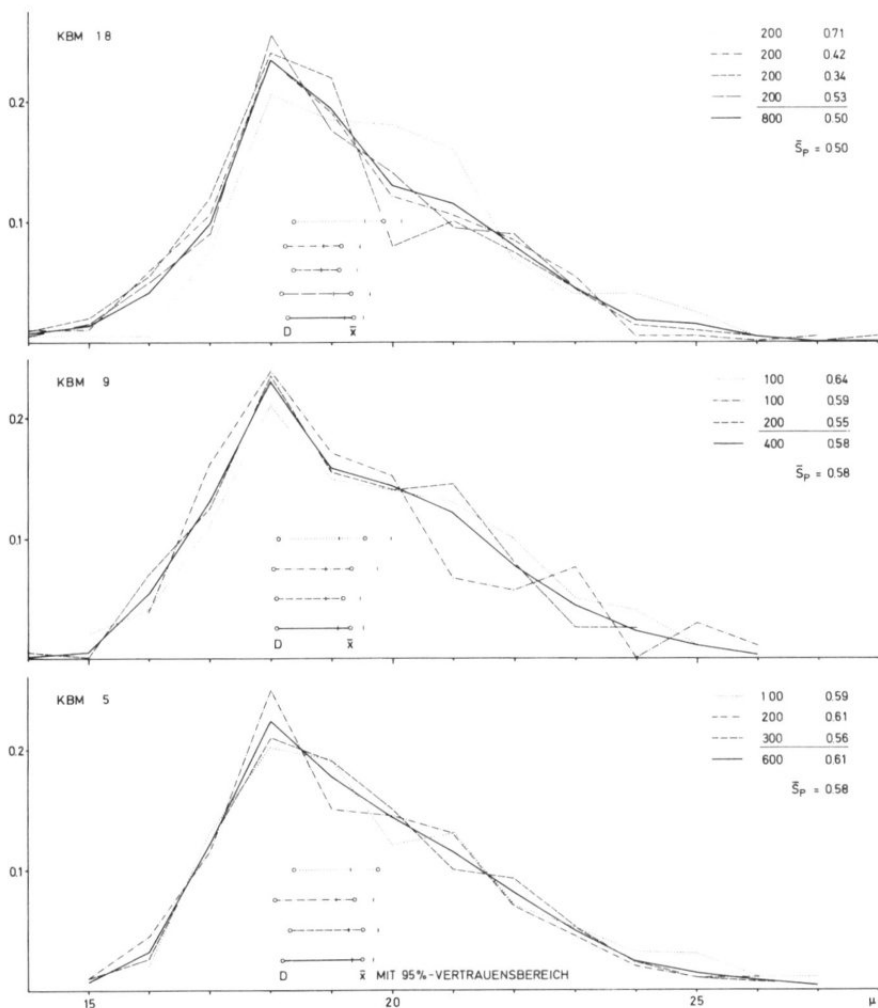 KBM 18
200 0.71
200 0.42
200 0.34
200 0.53
800 0.50
S̄P = 0.50
0.2
0.1
D x̄
KBM 9
100 0.64
100 0.59
200 0.55
400 0.58
S̄P = 0.58
0.2
0.1
D x̄
KBM 5
100 0.59
200 0.61
300 0.56
600 0.61
S̄P = 0.58
0.2
0.1
D x̄ MIT 95%-VERTRAUENSBEREICH
15 20 25 μ